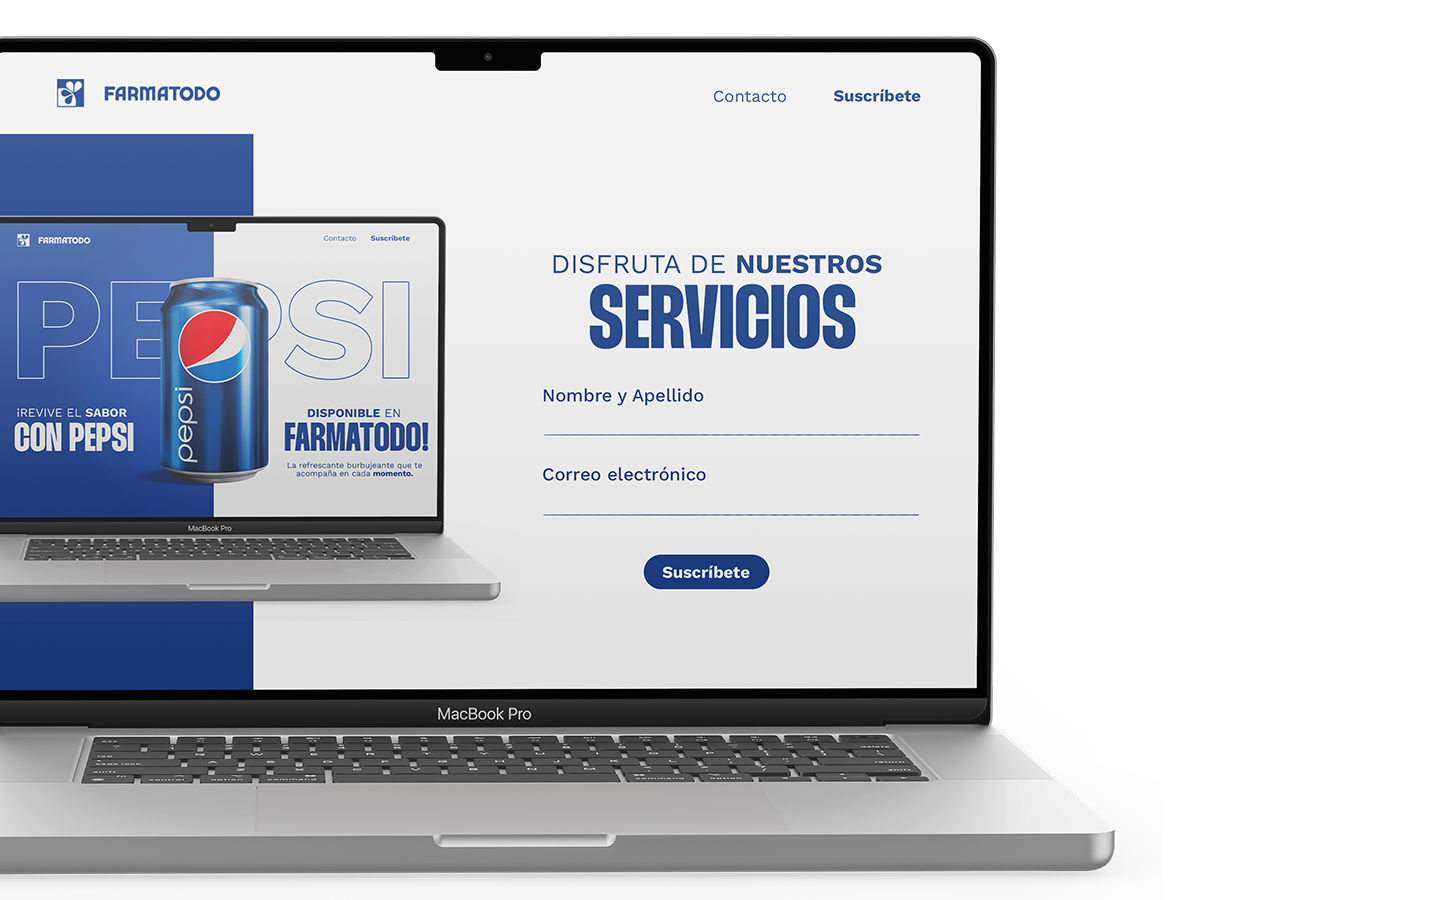 FARMATODO
Contacto
Suscríbete
FARMATODO
Contacto
Suscríbete
PEPSI
pepsi
¡REVIVE EL SABOR
CON PEPSI
DISPONIBLE EN
FARMATODO!
La refrescante burbujeante que te
acompaña en cada momento.
MacBook Pro
DISFRUTA DE NUESTROS
SERVICIOS
Nombre y Apellido
Correo electrónico
Suscríbete
MacBook Pro